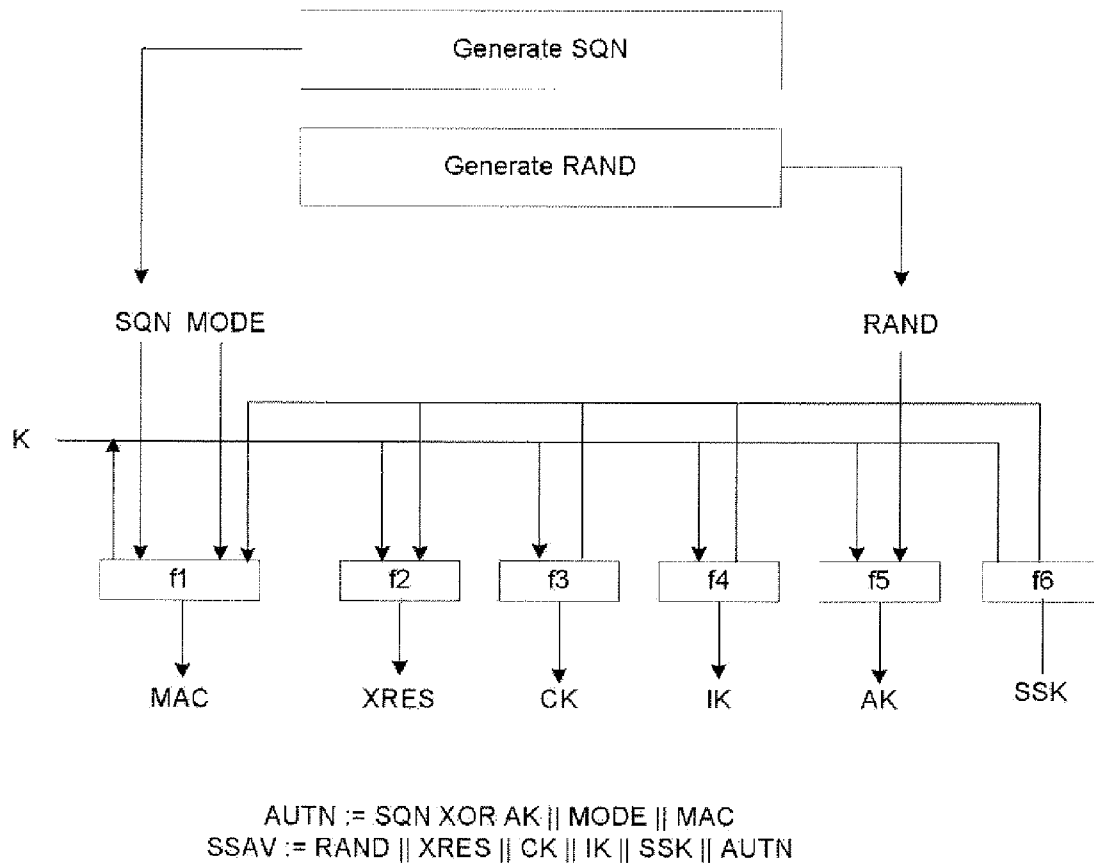 Generate SQN
Generate RAND
SQN MODE
RAND
K
f1
f2
f3
f4
f5
f6
MAC
XRES
CK
IK
AK
SSK
AUTN := SQN XOR AK || MODE || MAC
SSAV := RAND || XRES || CK || IK || SSK || AUTN